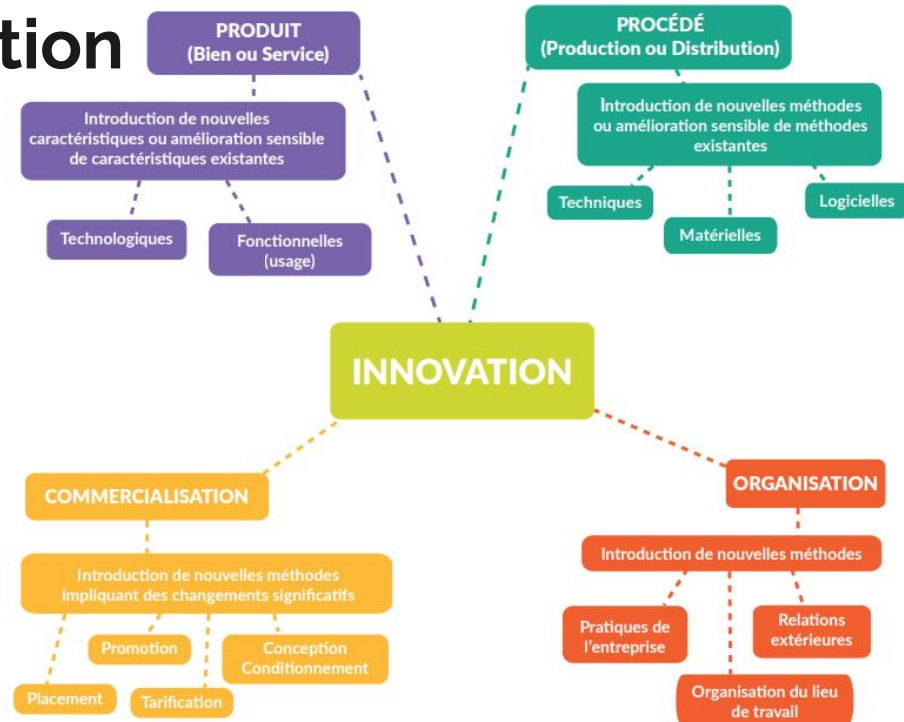 tion
PRODUIT
(Bien ou Service)
Introduction de nouvelles
caractéristiques ou amélioration sensible
de caractéristiques existantes
Technologiques
Fonctionnelles
(usage)
PROCÉDÉ
(Production ou Distribution)
Introduction de nouvelles méthodes
ou amélioration sensible de méthodes
existantes
Techniques
Matérielles
Logicielles
INNOVATION
COMMERCIALISATION
Introduction de nouvelles méthodes
impliquant des changements significatifs
Placement
Promotion
Tarification
Conception
Conditionnement
ORGANISATION
Introduction de nouvelles méthodes
Pratiques de
l'entreprise
Organisation du lieu
de travail
Relations
extérieures